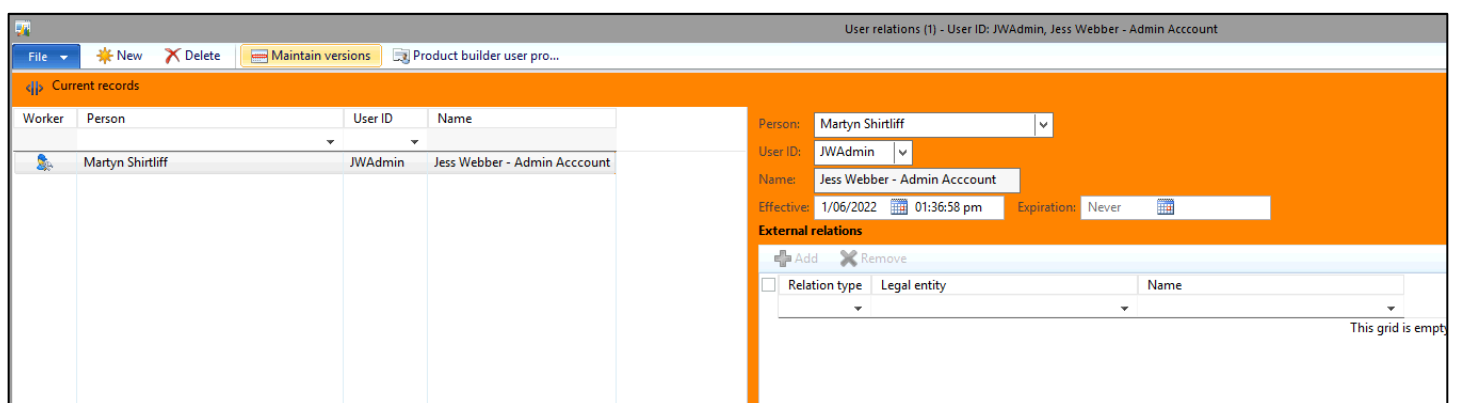 User relations (1) - User ID: JWAdmin, Jess Webber - Admin Acccount
File New Delete Maintain versions Product builder user pro...
Current records
Worker Person User ID Name
Martyn Shirtliff JWAdmin Jess Webber - Admin Acccount
Person: Martyn Shirtliff
User ID: JWAdmin
Name: Jess Webber - Admin Acccount
Effective: 1/06/2022 01:36:58 pm Expiration: Never
External relations
Add Remove
Relation type Legal entity Name
This grid is empty